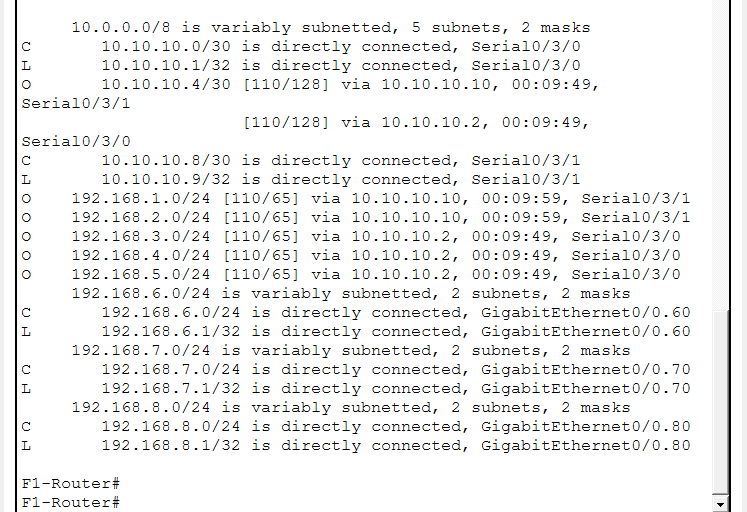 10.0.0.0/8 is variably subnetted, 5 subnets, 2 masks
C 10.10.10.0/30 is directly connected, Serial0/3/0
L 10.10.10.1/32 is directly connected, Serial0/3/0
O 10.10.10.4/30 [110/128] via 10.10.10.10, 00:09:49,
Serial0/3/1
[110/128] via 10.10.10.2, 00:09:49,
Serial0/3/0
C 10.10.10.8/30 is directly connected, Serial0/3/1
L 10.10.10.9/32 is directly connected, Serial0/3/1
O 192.168.1.0/24 [110/65] via 10.10.10.10, 00:09:59, Serial0/3/1
O 192.168.2.0/24 [110/65] via 10.10.10.10, 00:09:59, Serial0/3/1
O 192.168.3.0/24 [110/65] via 10.10.10.2, 00:09:49, Serial0/3/0
O 192.168.4.0/24 [110/65] via 10.10.10.2, 00:09:49, Serial0/3/0
O 192.168.5.0/24 [110/65] via 10.10.10.2, 00:09:49, Serial0/3/0
192.168.6.0/24 is variably subnetted, 2 subnets, 2 masks
C 192.168.6.0/24 is directly connected, GigabitEthernet0/0.60
L 192.168.6.1/32 is directly connected, GigabitEthernet0/0.60
192.168.7.0/24 is variably subnetted, 2 subnets, 2 masks
C 192.168.7.0/24 is directly connected, GigabitEthernet0/0.70
L 192.168.7.1/32 is directly connected, GigabitEthernet0/0.70
192.168.8.0/24 is variably subnetted, 2 subnets, 2 masks
C 192.168.8.0/24 is directly connected, GigabitEthernet0/0.80
L 192.168.8.1/32 is directly connected, GigabitEthernet0/0.80
F1-Router#
F1-Router#